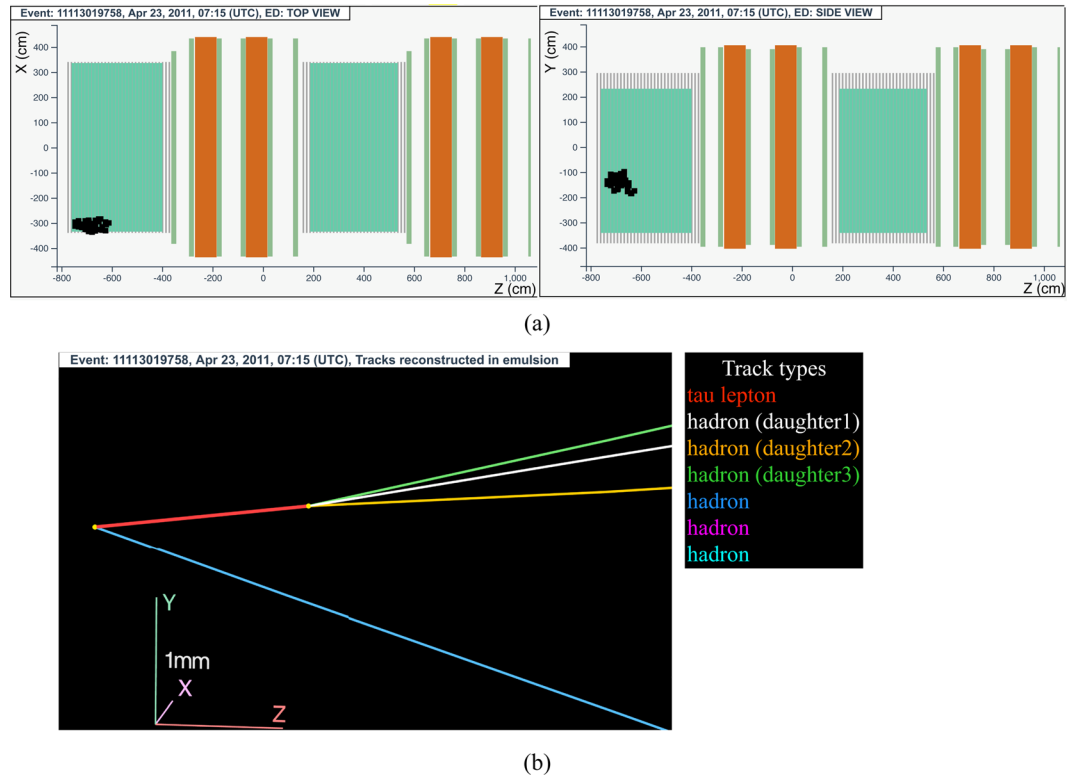 Event: 11113019758, Apr 23, 2011, 07:15 (UTC), ED: TOP VIEW
X (cm)
400
300
200
100
0
-100
-200
-300
-400
-800
-600
-400
-200
0
200
400
600
800
1,000
Z (cm)
Event: 11113019758, Apr 23, 2011, 07:15 (UTC), ED: SIDE VIEW
Y (cm)
400
300
200
100
0
-100
-200
-300
-400
-800
-600
-400
-200
0
200
400
600
800
1,000
Z (cm)
(a)
Event: 11113019758, Apr 23, 2011, 07:15 (UTC), Tracks reconstructed in emulsion
Y
1mm
X
Z
Track types
tau lepton
hadron (daughter1)
hadron (daughter2)
hadron (daughter3)
hadron
hadron
hadron
(b)